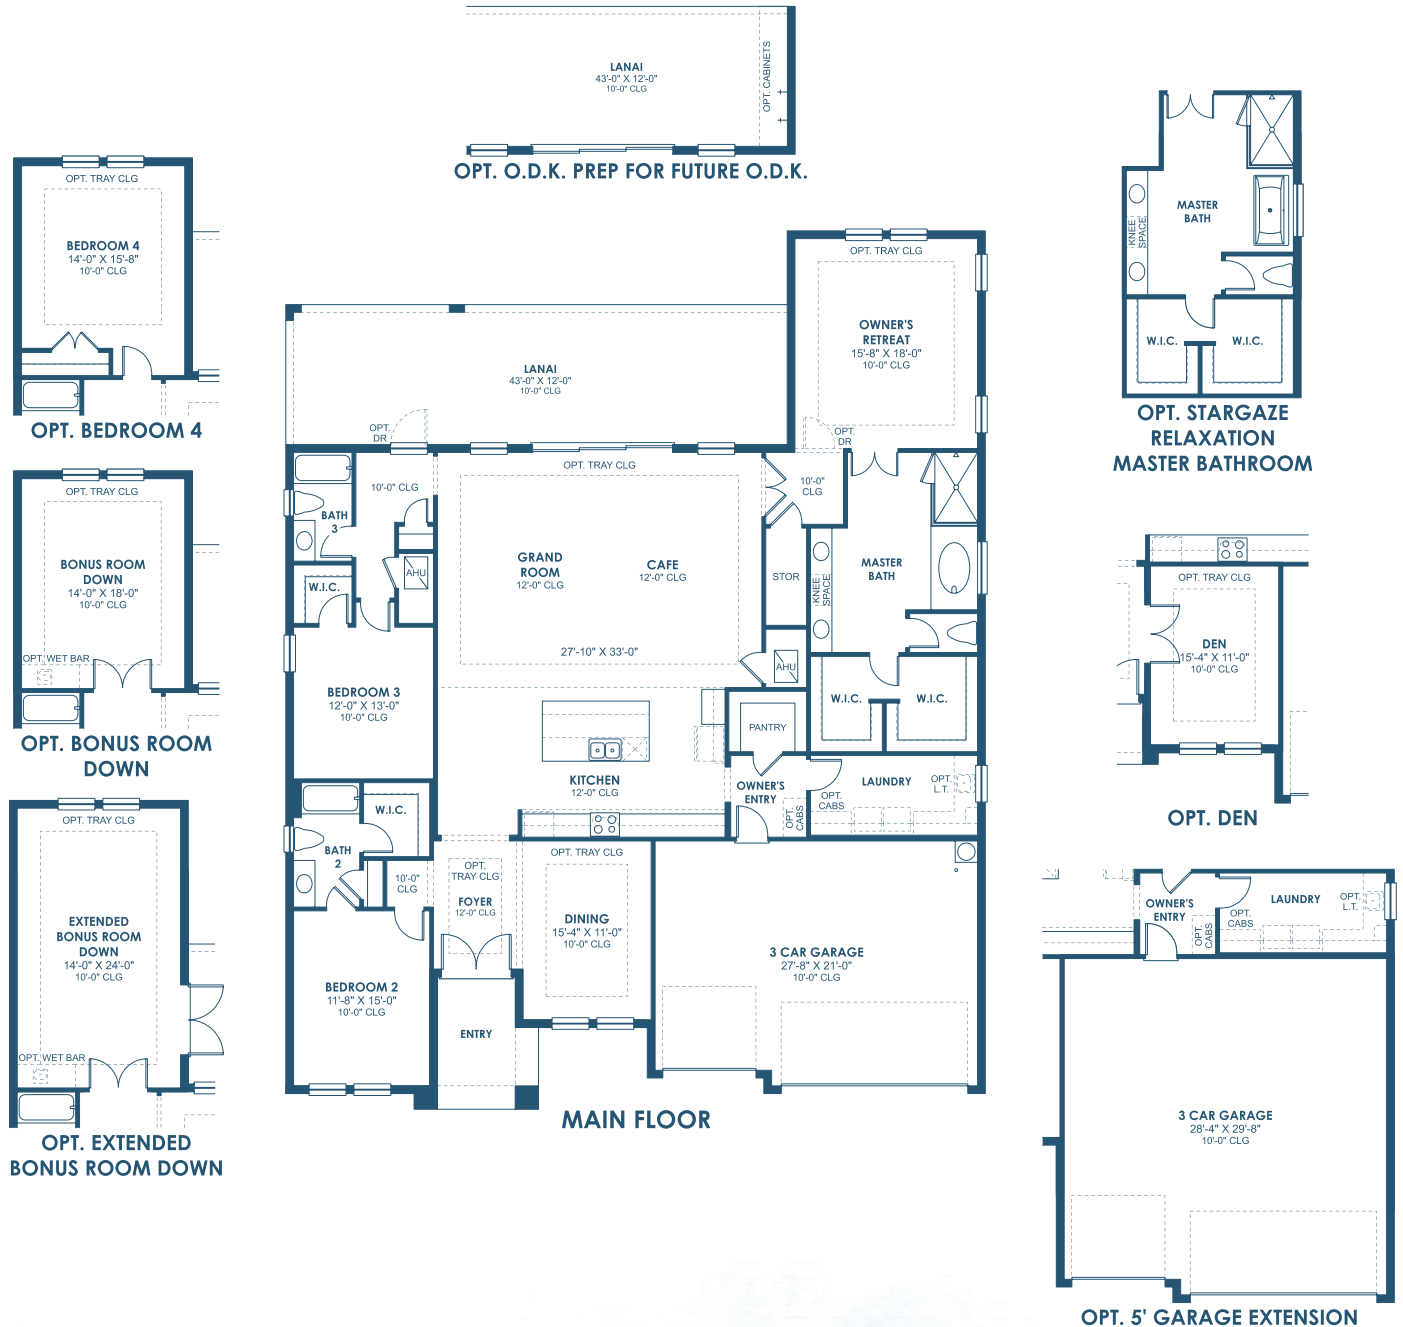 LANAI
43'-0" X 12'-0"
10'-0" CLG
OPT. CABINETS
OPT. O.D.K. PREP FOR FUTURE O.D.K.
OPT. TRAY CLG
BEDROOM 4
14'-0" X 15'-8"
10'-0" CLG
OPT. BEDROOM 4
OPT. TRAY CLG
BONUS ROOM
DOWN
14'-0" X 18'-0"
10'-0" CLG
OPT. WET BAR
OPT. BONUS ROOM
DOWN
OPT. TRAY CLG
EXTENDED
BONUS ROOM
DOWN
14'-0" X 24'-0"
10'-0" CLG
OPT. WET BAR
OPT. EXTENDED
BONUS ROOM DOWN
OPT. TRAY CLG
OWNER'S
RETREAT
15'-8" X 18'-0"
10'-0" CLG
LANAI
43'-0" X 12'-0"
10'-0" CLG
OPT.
DR
OPT.
DR
OPT. TRAY CLG
10'-0" CLG
10'-0"
CLG
BATH
3
GRAND
ROOM
12'-0" CLG
CAFE
12'-0" CLG
27'-10" X 33'-0"
AHU
STOR
KNEE
SPACE
MASTER
BATH
W.I.C.
AHU
BEDROOM 3
12'-0" X 13'-0"
10'-0" CLG
W.I.C.
W.I.C.
PANTRY
KITCHEN
12'-0" CLG
OWNER'S
ENTRY
OPT.
CABS
OPT.
CABS
LAUNDRY
OPT.
L.T.
W.I.C.
BATH
2
10'-0"
CLG
OPT.
TRAY CLG
FOYER
12'-0" CLG
OPT. TRAY CLG
DINING
15'-4" X 11'-0"
10'-0" CLG
3 CAR GARAGE
27'-8" X 21'-0"
10'-0" CLG
BEDROOM 2
11'-8" X 15'-0"
10'-0" CLG
ENTRY
MAIN FLOOR
MASTER
BATH
KNEE
SPACE
W.I.C.
W.I.C.
OPT. STARGAZE
RELAXATION
MASTER BATHROOM
OPT. TRAY CLG
DEN
15'-4" X 11'-0"
10'-0" CLG
OPT. DEN
OWNER'S
ENTRY
OPT.
CABS
OPT.
CABS
LAUNDRY
OPT.
L.T.
3 CAR GARAGE
28'-4" X 29'-8"
10'-0" CLG
OPT. 5' GARAGE EXTENSION